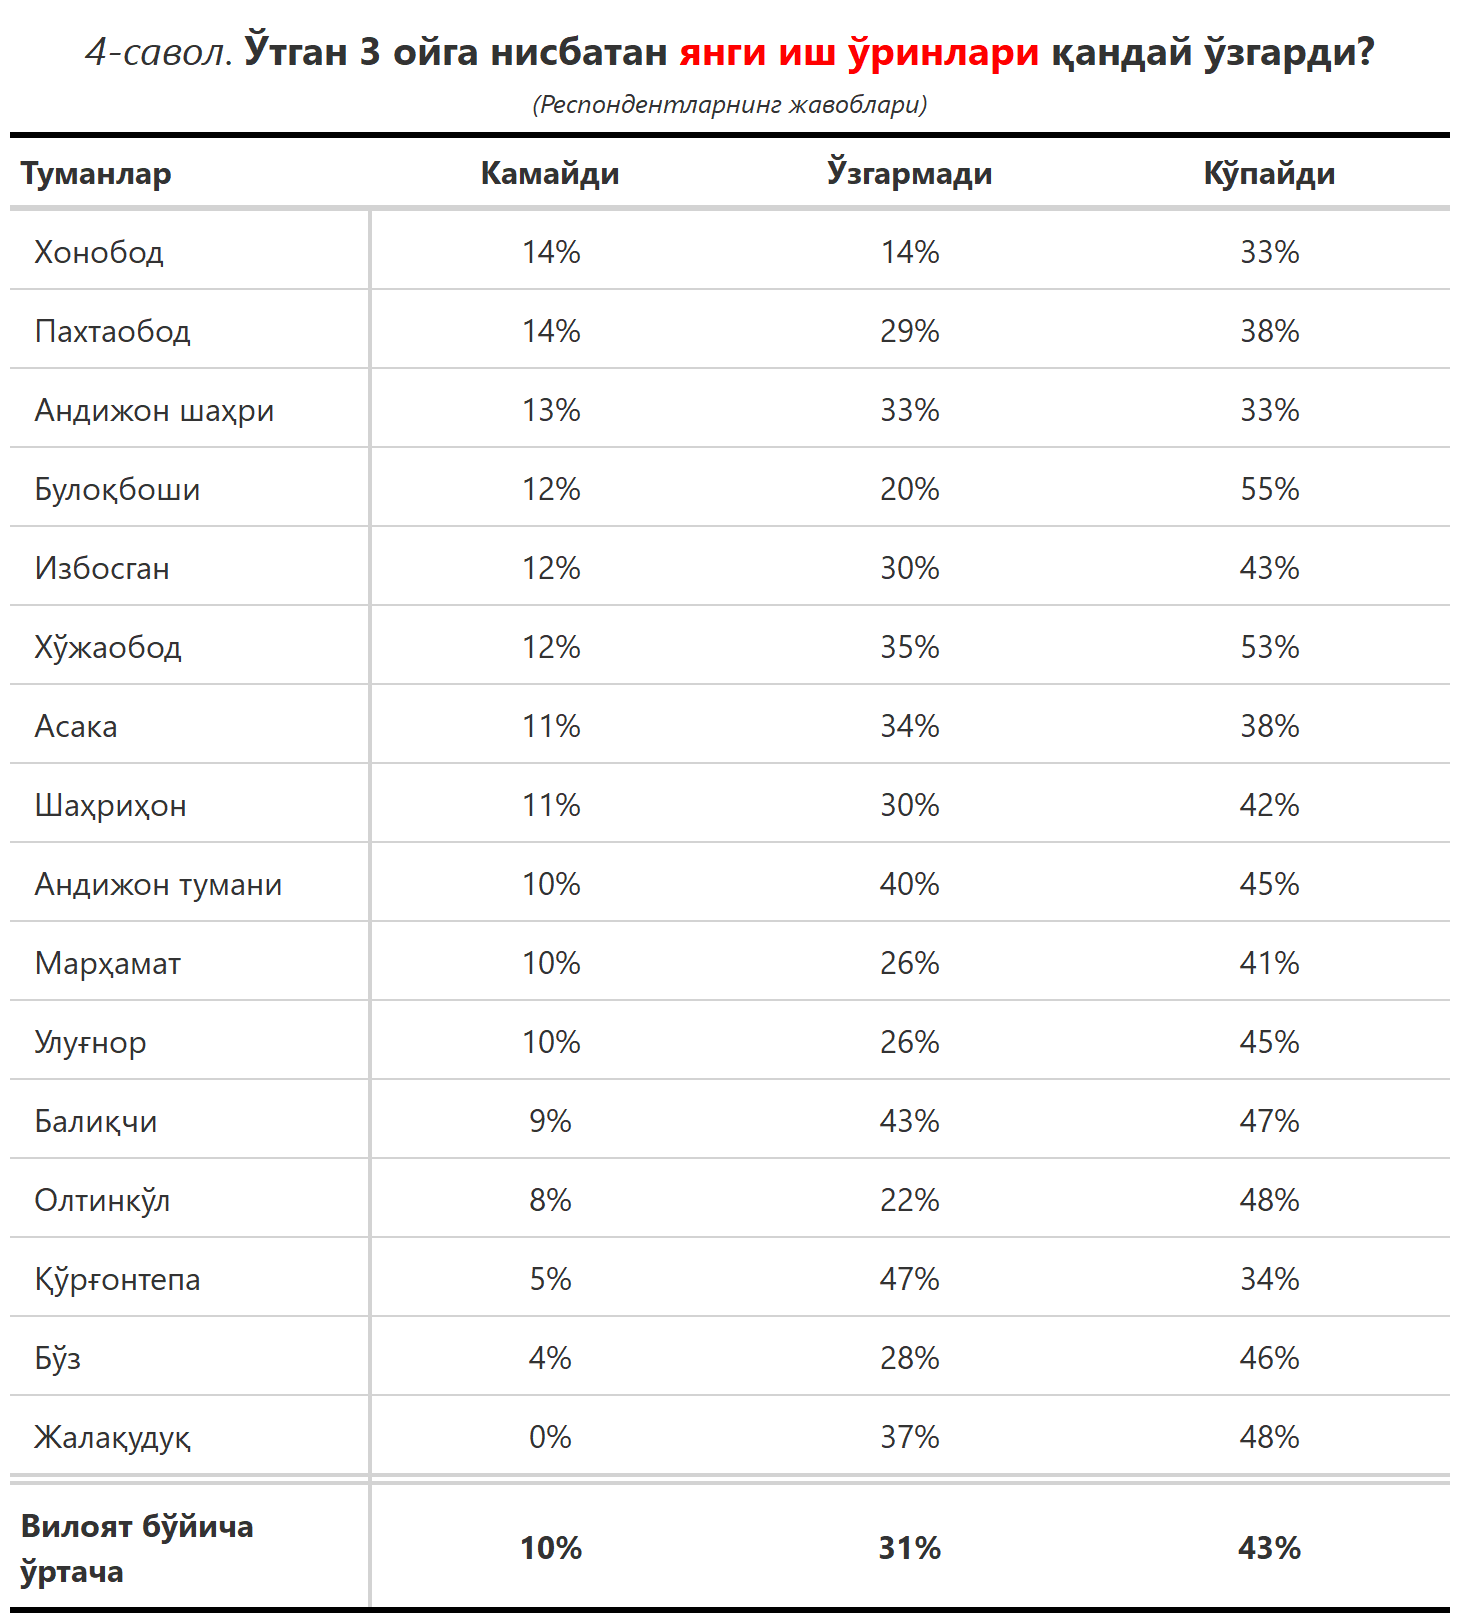 4-савол. Ўтган 3 ойга нисбатан янги иш ўринлари қандай ўзгарди?
(Респондентларнинг жавоблари)
Туманлар Камайди Ўзгармади Кўпайди
Хонобод 14% 14% 33%
Пахтаобод 14% 29% 38%
Андижон шаҳри 13% 33% 33%
Булоқбоши 12% 20% 55%
Избосган 12% 30% 43%
Хўжаобод 12% 35% 53%
Асака 11% 34% 38%
Шаҳриҳон 11% 30% 42%
Андижон тумани 10% 40% 45%
Марҳамат 10% 26% 41%
Улуғнор 10% 26% 45%
Балиқчи 9% 43% 47%
Олтинкўл 8% 22% 48%
Қўрғонтепа 5% 47% 34%
Бўз 4% 28% 46%
Жалақудуқ 0% 37% 48%
Вилоят бўйича
ўртача 10% 31% 43%